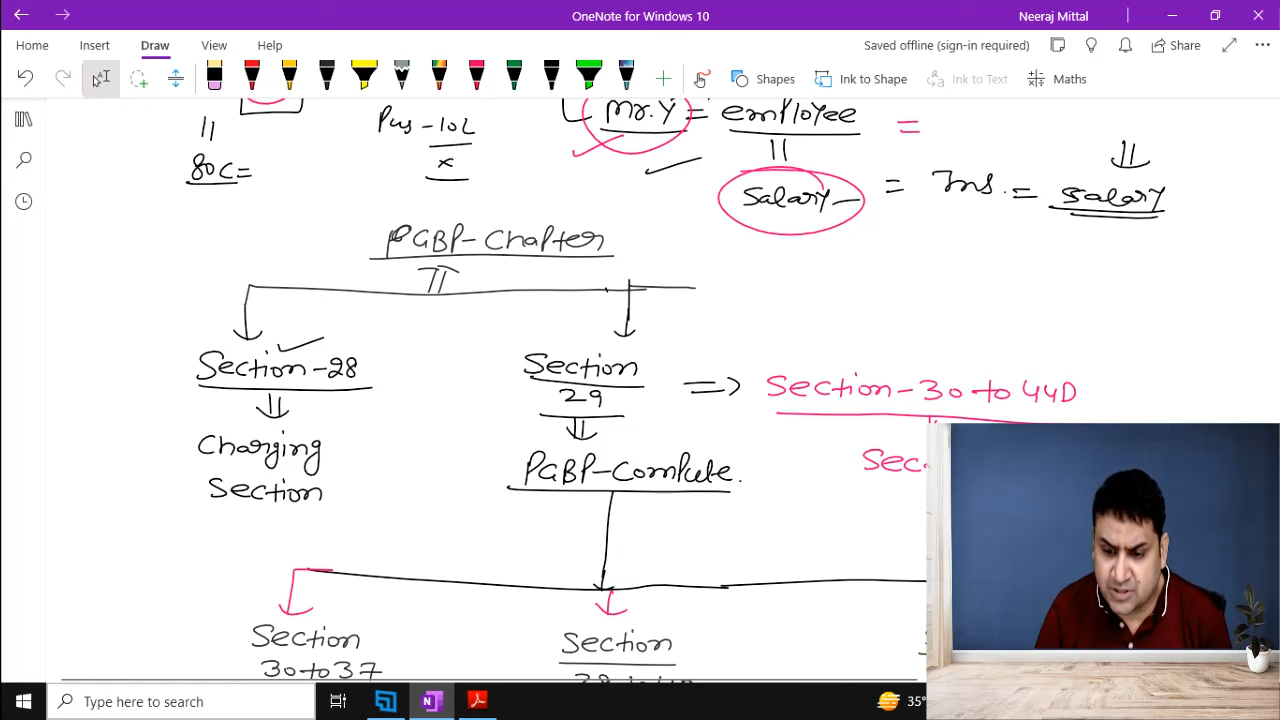 OneNote for Windows 10
Neeraj Mittal
Home
Insert
Draw
View
Help
Saved offline (sign-in required)
Share
Shapes
Ink to Shape
Ink to Text
Maths
80C=
Pus-10L
x
Mr.Y = employee =
Salary = Ins. = Salary
PGBP-Chapter
Section-28
Charging
Section
Section
29
PGBP-Compute.
=> Section-30 to 44D
Sec
Section
30 to 37
Section
Type here to search
35°